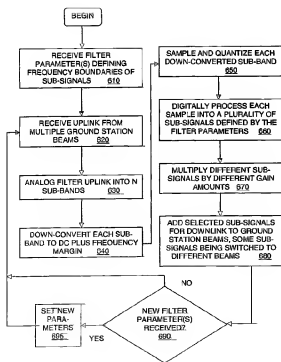 BEGIN
RECEIVE FILTER
PARAMETER(S) DEFINING
FREQUENCY BOUNDARIES OF
SUB-SIGNALS
610
RECEIVE UPLINK FROM
MULTIPLE GROUND STATION
BEAMS
620
ANALOG FILTER UPLINK INTO N
SUB-BANDS
630
DOWN-CONVERT EACH SUB-
BAND TO DC PLUS FREQUENCY
MARGIN
640
SAMPLE AND QUANTIZE EACH
DOWN-CONVERTED SUB-BAND
650
DIGITALLY PROCESS EACH
SAMPLE INTO A PLURALITY OF
SUB-SIGNALS DEFINED BY THE
FILTER PARAMETERS 660
MULTIPLY DIFFERENT SUB-
SIGNALS BY DIFFERENT GAIN
AMOUNTS 670
ADD SELECTED SUB-SIGNALS
FOR DOWNLINK TO GROUND
STATION BEAMS, SOME
SUB-SIGNALS BEING SWITCHED TO
DIFFERENT BEAMS 680
NO
NEW FILTER
PARAMETER(S)
RECEIVED?
690
YES
SET NEW
PARA-
METERS
695